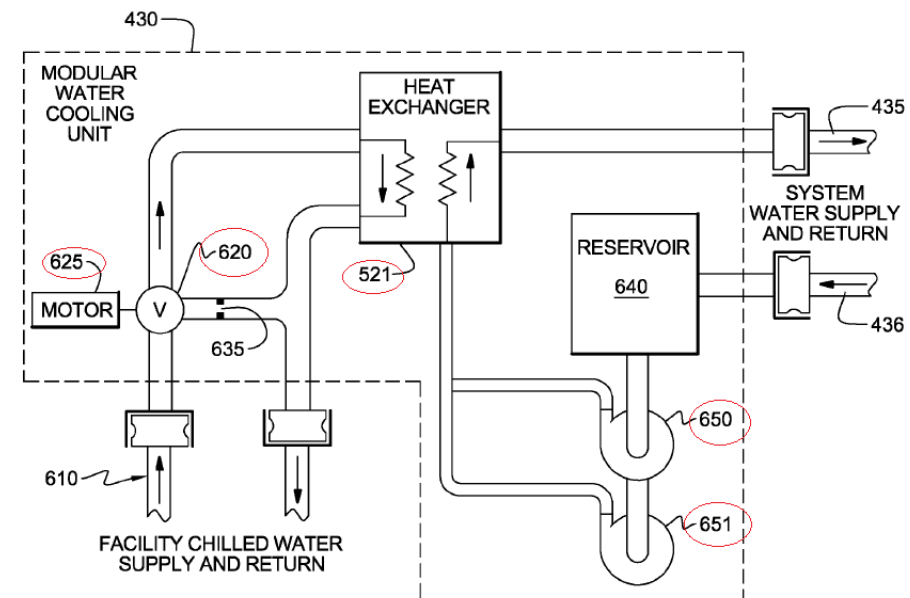 430
MODULAR
WATER
COOLING
UNIT
HEAT
EXCHANGER
435
SYSTEM
WATER SUPPLY
AND RETURN
620
521
RESERVOIR
640
625
MOTOR
V
635
436
650
610
651
FACILITY CHILLED WATER
SUPPLY AND RETURN